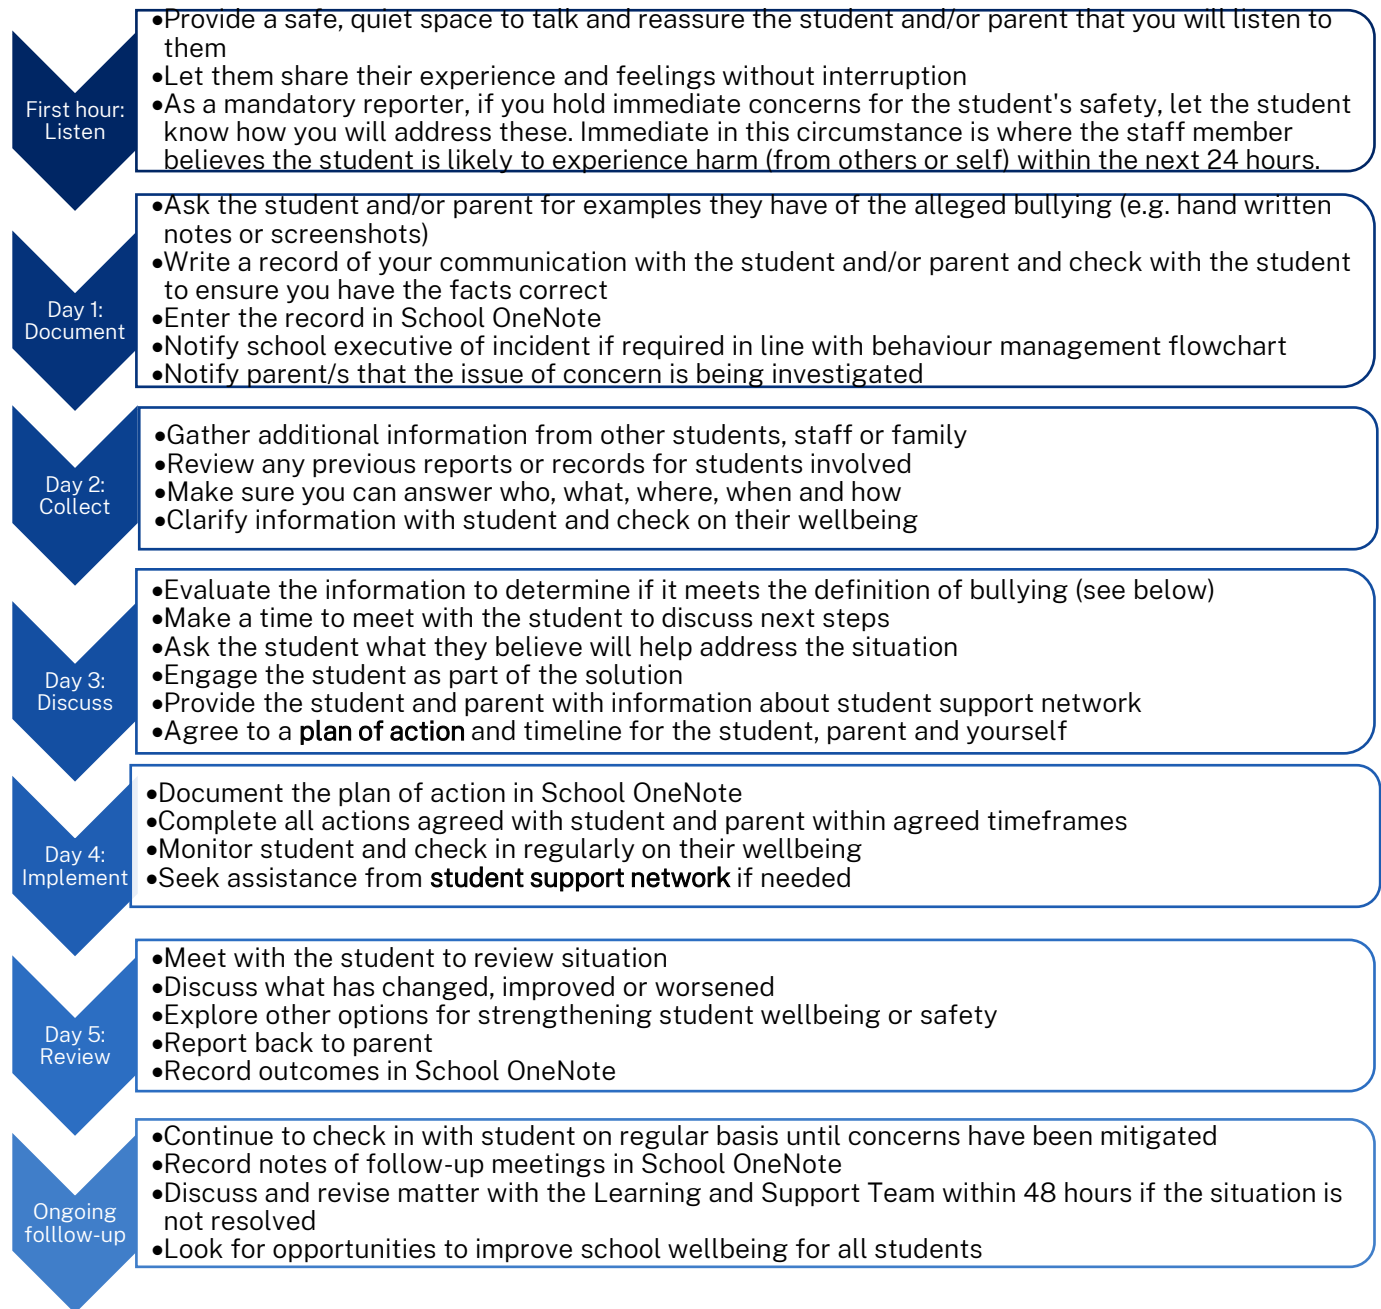 First hour:
Listen
•Provide a safe, quiet space to talk and reassure the student and/or parent that you will listen to
them
•Let them share their experience and feelings without interruption
•As a mandatory reporter, if you hold immediate concerns for the student's safety, let the student
know how you will address these. Immediate in this circumstance is where the staff member
believes the student is likely to experience harm (from others or self) within the next 24 hours.
Day 1:
Document
•Ask the student and/or parent for examples they have of the alleged bullying (e.g. hand written
notes or screenshots)
•Write a record of your communication with the student and/or parent and check with the student
to ensure you have the facts correct
•Enter the record in School OneNote
•Notify school executive of incident if required in line with behaviour management flowchart
•Notify parent/s that the issue of concern is being investigated
Day 2:
Collect
•Gather additional information from other students, staff or family
•Review any previous reports or records for students involved
•Make sure you can answer who, what, where, when and how
•Clarify information with student and check on their wellbeing
Day 3:
Discuss
•Evaluate the information to determine if it meets the definition of bullying (see below)
•Make a time to meet with the student to discuss next steps
•Ask the student what they believe will help address the situation
•Engage the student as part of the solution
•Provide the student and parent with information about student support network
•Agree to a plan of action and timeline for the student, parent and yourself
Day 4:
Implement
•Document the plan of action in School OneNote
•Complete all actions agreed with student and parent within agreed timeframes
•Monitor student and check in regularly on their wellbeing
•Seek assistance from student support network if needed
Day 5:
Review
•Meet with the student to review situation
•Discuss what has changed, improved or worsened
•Explore other options for strengthening student wellbeing or safety
•Report back to parent
•Record outcomes in School OneNote
Ongoing
folllow-up
•Continue to check in with student on regular basis until concerns have been mitigated
•Record notes of follow-up meetings in School OneNote
•Discuss and revise matter with the Learning and Support Team within 48 hours if the situation is
not resolved
•Look for opportunities to improve school wellbeing for all students